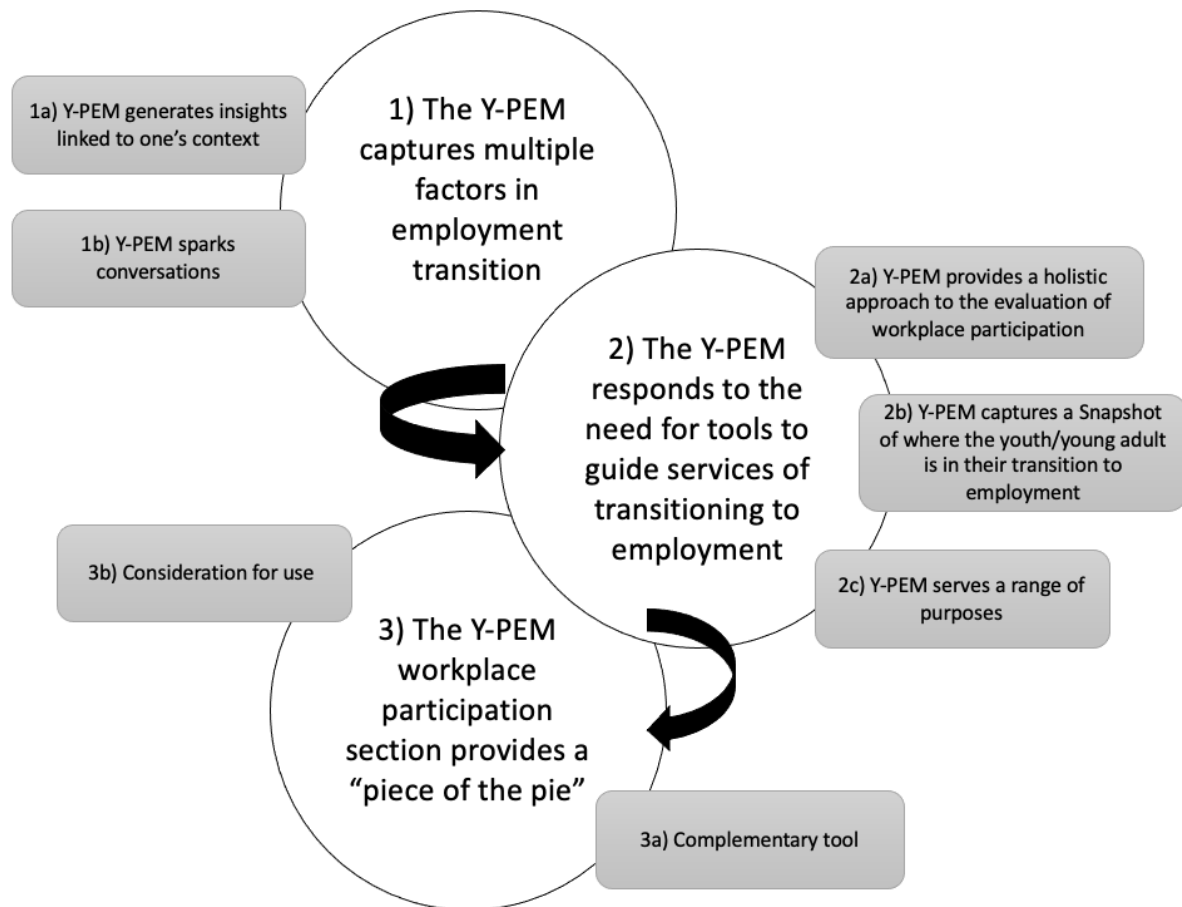 1a) Y-PEM generates insights
linked to one’s context
1b) Y-PEM sparks
conversations
1) The Y-PEM
captures multiple
factors in
employment
transition
2) The Y-PEM
responds to the
need for tools to
guide services of
transitioning to
employment
2a) Y-PEM provides a holistic
approach to the evaluation of
workplace participation
2b) Y-PEM captures a Snapshot
of where the youth/young adult
is in their transition to
employment
2c) Y-PEM serves a range of
purposes
3b) Consideration for use
3) The Y-PEM
workplace
participation
section provides a
“piece of the pie”
3a) Complementary tool